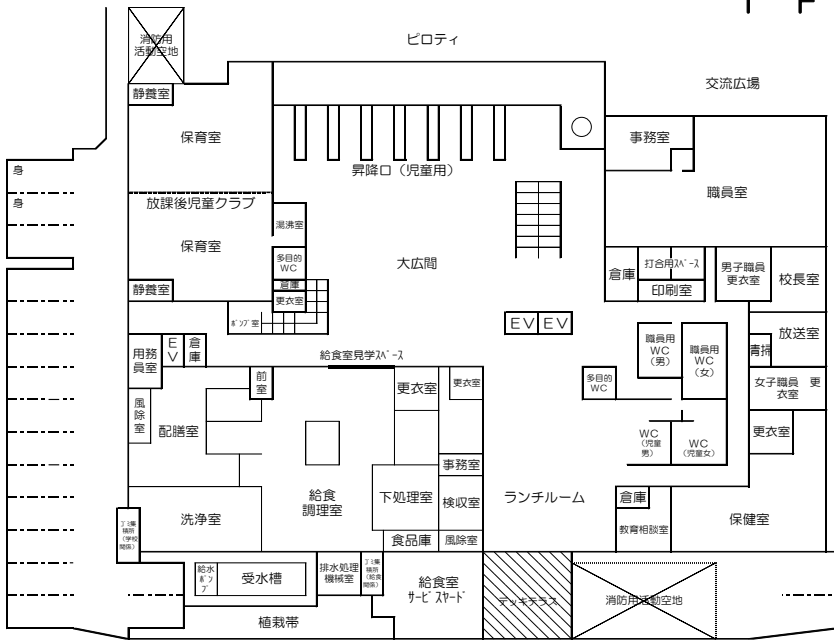 1 F
消防用
活動空地
ピロティ
交流広場
静養室
保育室
事務室
身
昇降口（児童用）
職員室
身
放課後児童クラブ
湯沸室
保育室
多目的
WC
大広間
倉庫
打合用ｽﾍﾟｰｽ
印刷室
男子職員
更衣室
校長室
静養室
倉庫
更衣室
ﾎﾟﾝﾌﾟ室
EV
EV
職員用
WC
（男）
職員用
WC
（女）
放送室
清掃
用務
員室
E
V
倉
庫
給食室見学ｽﾍﾟｰｽ
前
室
更衣室
更衣室
多目的
WC
女子職員　更
衣室
風
除
室
配膳室
WC
（児童
男）
WC
（児童女）
更衣室
事務室
洗浄室
給食
調理室
下処理室
検収室
ランチルーム
倉庫
保健室
ｺﾞﾐ集
積所
（学校
関係）
食品庫
風除室
教育相談室
給水
ポン
プ
受水槽
排水処理
機械室
ｺﾞﾐ集
積所
（給食
関係）
給食室
ｻｰﾋﾞｽﾔｰﾄﾞ
デッキテラス
消防用活動空地
植栽帯